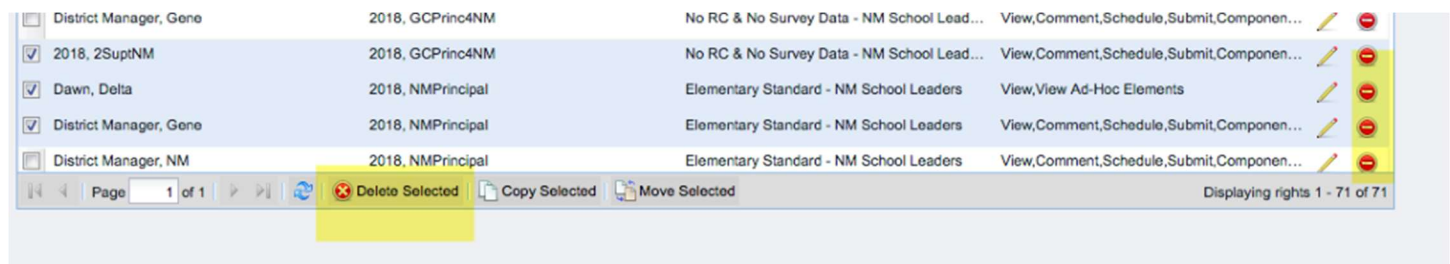 District Manager, Gene 2018, GCPrinc4NM No RC & No Survey Data - NM School Lead... View,Comment,Schedule,Submit,Componen...
2018, 2SuptNM 2018, GCPrinc4NM No RC & No Survey Data - NM School Lead... View,Comment,Schedule,Submit,Componen...
Dawn, Delta 2018, NMPrincipal Elementary Standard - NM School Leaders View,View Ad-Hoc Elements
District Manager, Gene 2018, NMPrincipal Elementary Standard - NM School Leaders View,Comment,Schedule,Submit,Componen...
District Manager, NM 2018, NMPrincipal Elementary Standard - NM School Leaders View,Comment,Schedule,Submit,Componen...
Page 1 of 1 Delete Selected Copy Selected Move Selected Displaying rights 1 - 71 of 71